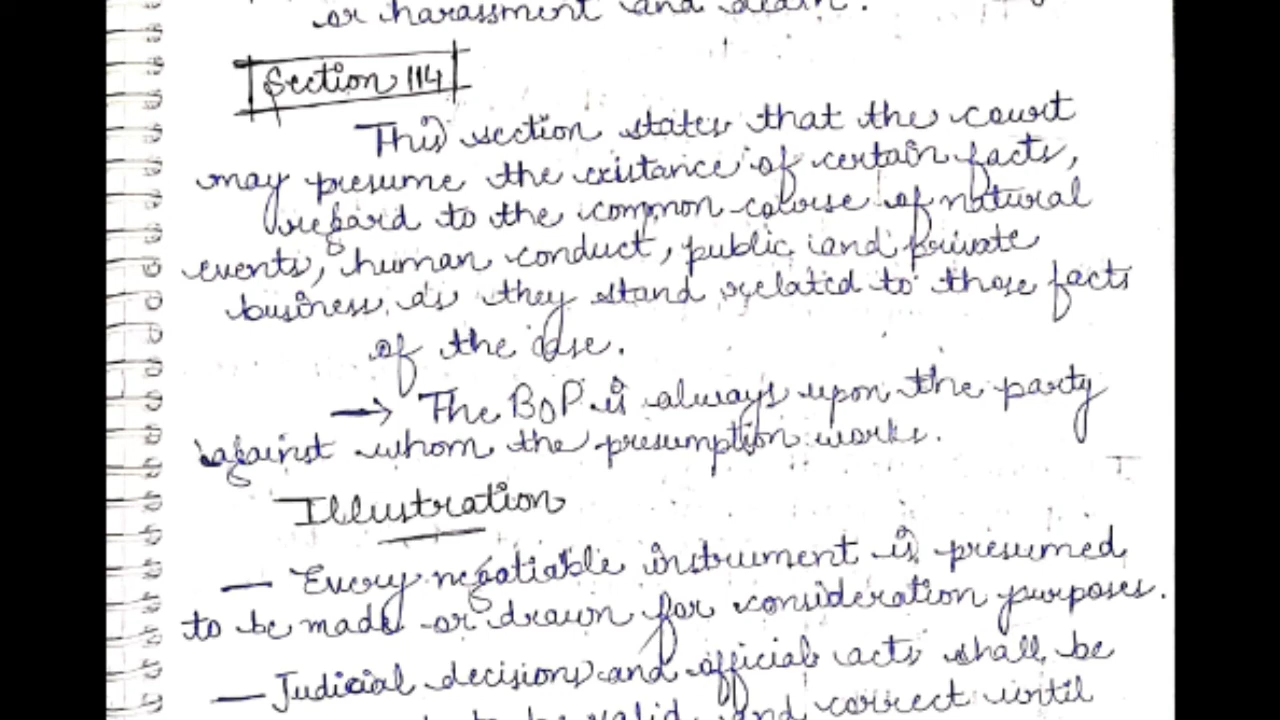 or harassment and death.
Section 114
This section states that the court
may presume the existance of certain facts,
regard to the common course of natural
events, human conduct, public and private
business as they stand related to those facts
of the case.
→ The BOP is always upon the party
against whom the presumption works.
Illustration
— Every negotiable instrument is presumed
to be made or drawn for consideration purposes.
— Judicial decisions and official acts shall be
to be valid and correct until